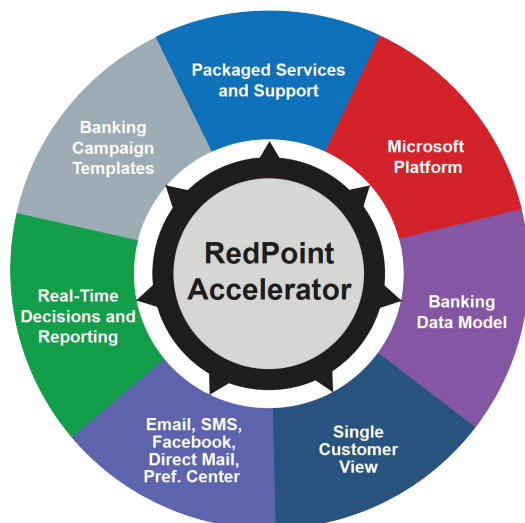 Packaged Services
and Support
Microsoft
Platform
Banking
Data Model
Single
Customer
View
Email, SMS,
Facebook,
Direct Mail,
Pref. Center
Real-Time
Decisions and
Reporting
Banking
Campaign
Templates
RedPoint
Accelerator